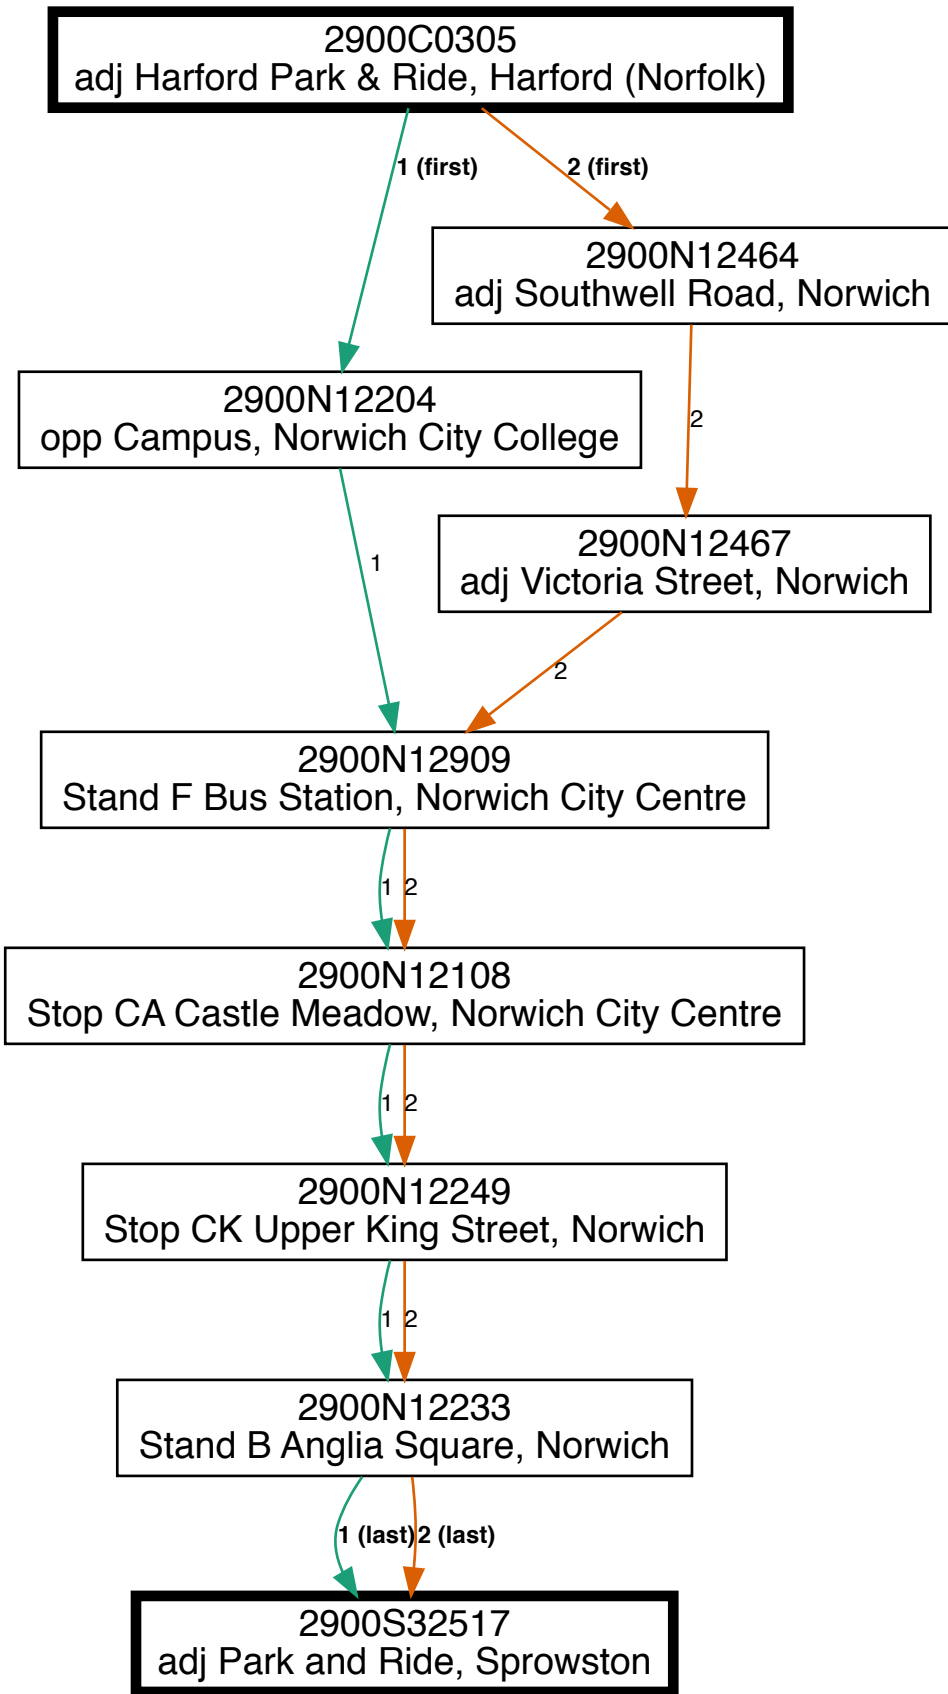 2900C0305
adj Harford Park & Ride, Harford (Norfolk)
1 (first)
2 (first)
2900N12464
adj Southwell Road, Norwich
2900N12204
opp Campus, Norwich City College
2
2900N12467
adj Victoria Street, Norwich
1
2
2900N12909
Stand F Bus Station, Norwich City Centre
1
2
2900N12108
Stop CA Castle Meadow, Norwich City Centre
1
2
2900N12249
Stop CK Upper King Street, Norwich
1
2
2900N12233
Stand B Anglia Square, Norwich
1 (last)
2 (last)
2900S32517
adj Park and Ride, Sprowston